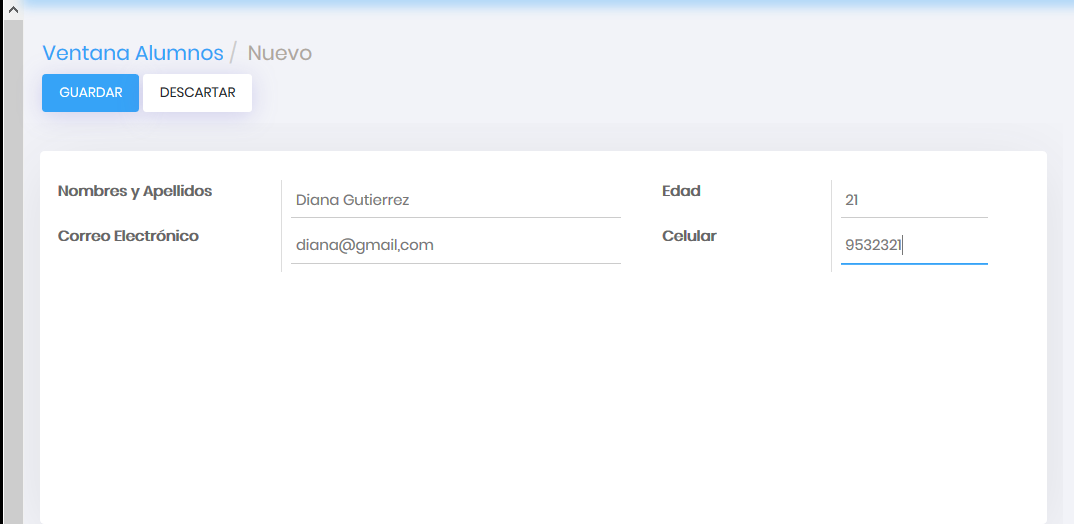 Ventana Alumnos / Nuevo
GUARDAR DESCARTAR
Nombres y Apellidos Diana Gutierrez Edad 21
Correo Electrónico diana@gmail,com Celular 9532321